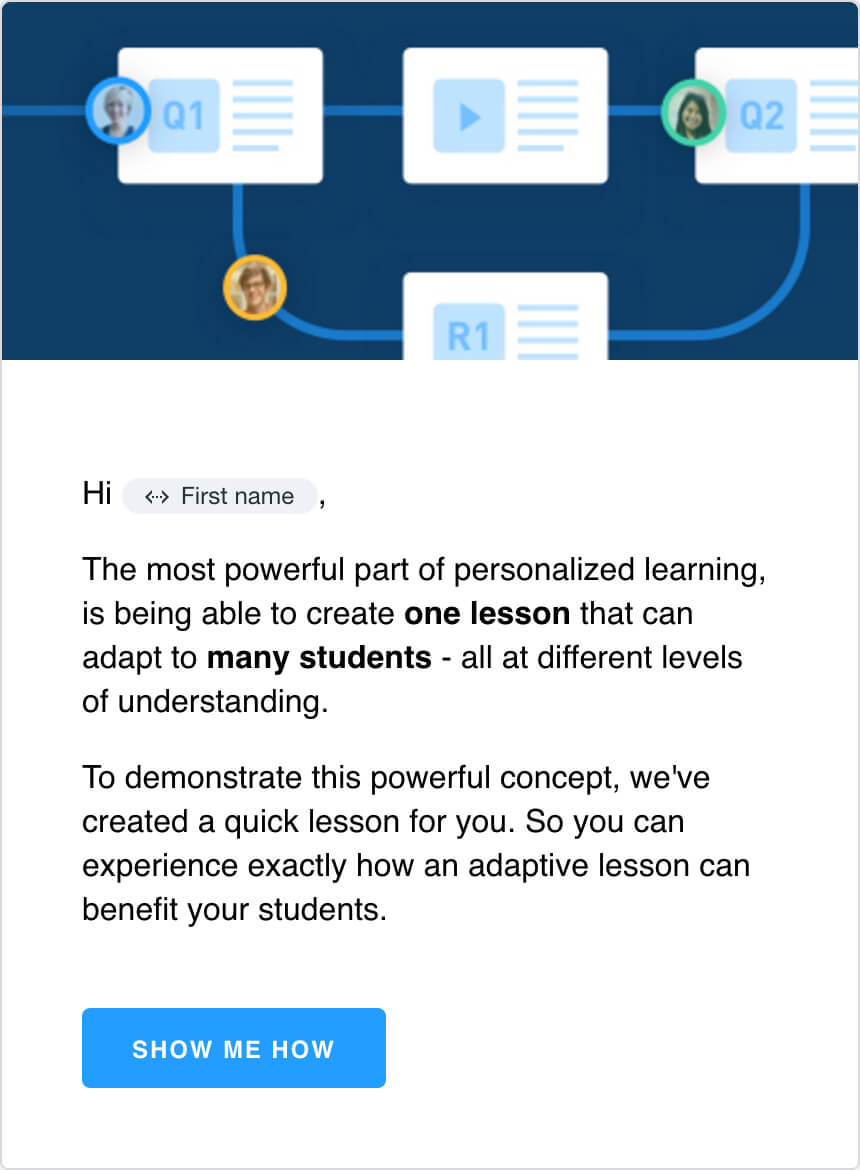 Q1
Q2
R1
Hi First name ,
The most powerful part of personalized learning,
is being able to create one lesson that can
adapt to many students - all at different levels
of understanding.
To demonstrate this powerful concept, we've
created a quick lesson for you. So you can
experience exactly how an adaptive lesson can
benefit your students.
SHOW ME HOW